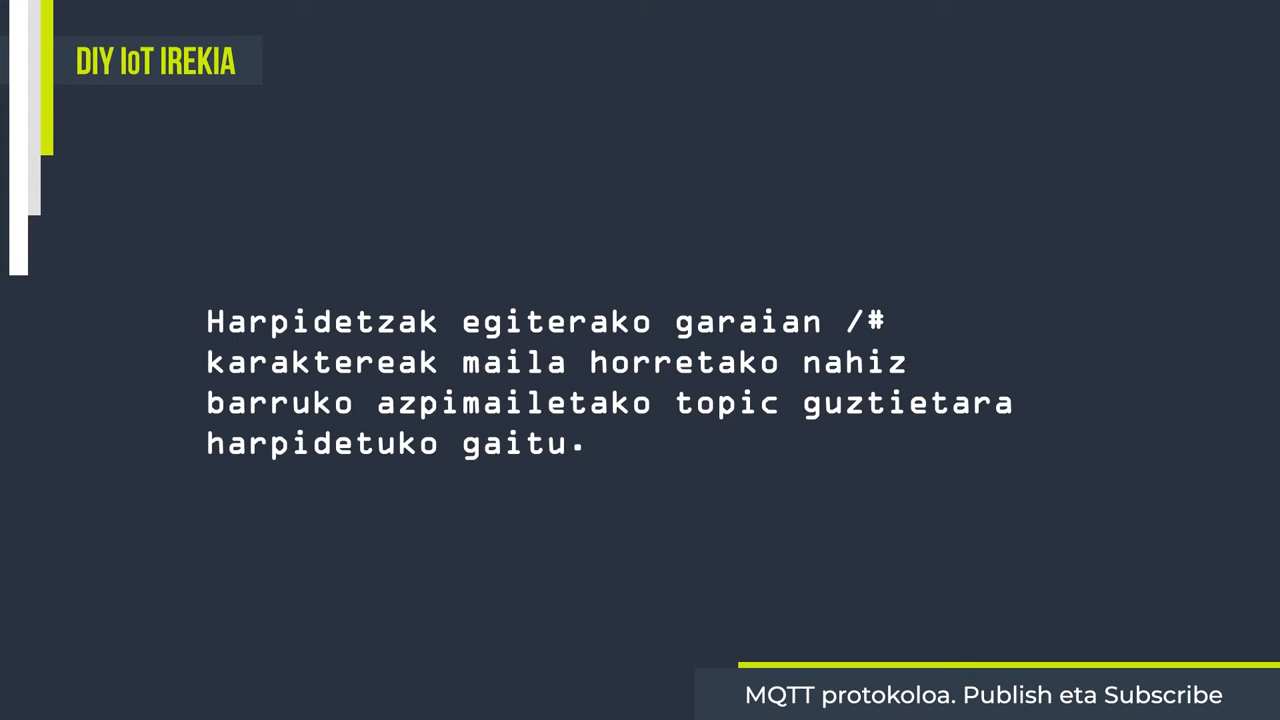 DIY IoT IREKIA
Harpidetzak egiterako garaian /#
karaktereak maila horretako nahiz
barruko azpimailetako topic guztietara
harpidetuko gaitu.
MQTT protokoloa. Publish eta Subscribe